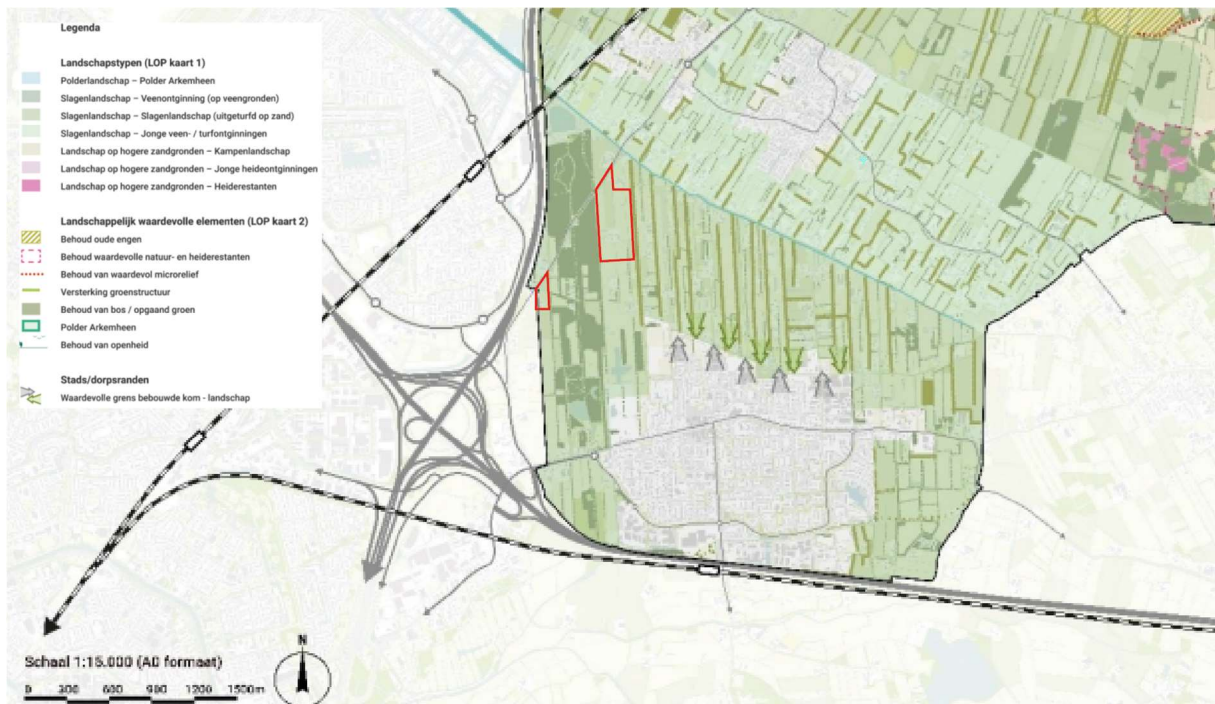 Legenda
Landschapstypen (LOP kaart 1)
Polderlandschap – Polder Arkemheen
Slagenlandschap – Veenontginning (op veengronden)
Slagenlandschap – Slagenlandschap (uitgeturfd op zand)
Slagenlandschap – Jonge veen- / turfontginningen
Landschap op hogere zandgronden – Kampenlandschap
Landschap op hogere zandgronden – Jonge heideontginningen
Landschap op hogere zandgronden – Heiderestanten
Landschappelijk waardevolle elementen (LOP kaart 2)
Behoud oude engen
Behoud waardevolle natuur- en heiderestanten
Behoud van waardevol microrelief
Versterking groenstructuur
Behoud van bos / opgaand groen
Polder Arkemheen
Behoud van openheid
Stads/dorpsranden
Waardevolle grens bebouwde kom - landschap
N
Schaal 1:15.000 (A0 formaat)
0 300 600 900 1200 1500m